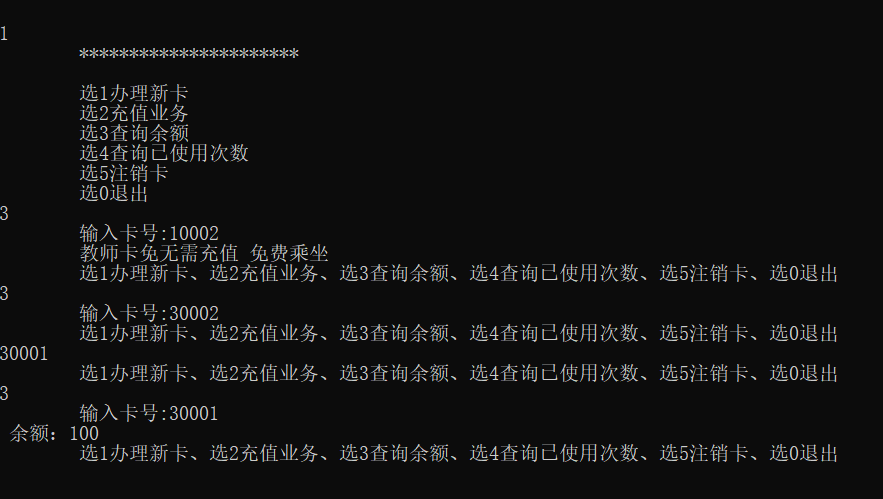 1
**********************
选1办理新卡
选2充值业务
选3查询余额
选4查询已使用次数
选5注销卡
选0退出
3
输入卡号:10002
教师卡免无需充值 免费乘坐
选1办理新卡、选2充值业务、选3查询余额、选4查询已使用次数、选5注销卡、选0退出
3
输入卡号:30002
选1办理新卡、选2充值业务、选3查询余额、选4查询已使用次数、选5注销卡、选0退出
30001
选1办理新卡、选2充值业务、选3查询余额、选4查询已使用次数、选5注销卡、选0退出
3
输入卡号:30001
余额：100
选1办理新卡、选2充值业务、选3查询余额、选4查询已使用次数、选5注销卡、选0退出